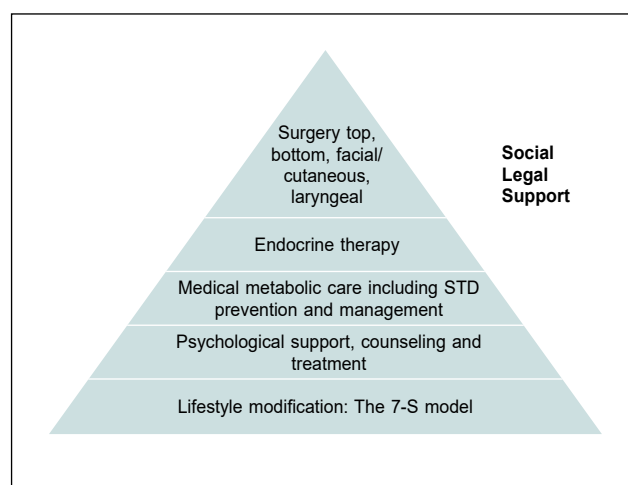 Surgery top,
bottom, facial/
cutaneous,
laryngeal
Social
Legal
Support
Endocrine therapy
Medical metabolic care including STD
prevention and management
Psychological support, counseling and
treatment
Lifestyle modification: The 7-S model